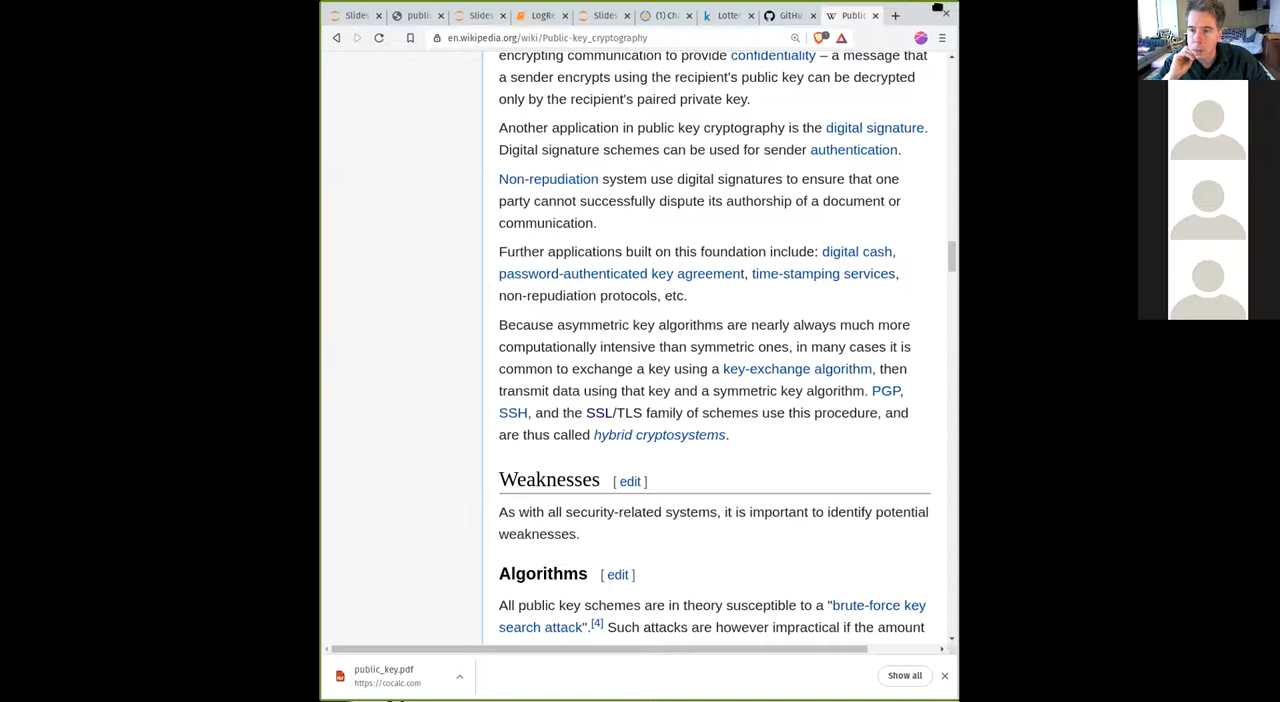 Slides
public
Slides
LogRe
Slides
(1) Ch
Lotter
GitHu
Public
en.wikipedia.org/wiki/Public-key_cryptography
encrypting communication to provide confidentiality – a message that
a sender encrypts using the recipient's public key can be decrypted
only by the recipient's paired private key.
Another application in public key cryptography is the digital signature.
Digital signature schemes can be used for sender authentication.
Non-repudiation system use digital signatures to ensure that one
party cannot successfully dispute its authorship of a document or
communication.
Further applications built on this foundation include: digital cash,
password-authenticated key agreement, time-stamping services,
non-repudiation protocols, etc.
Because asymmetric key algorithms are nearly always much more
computationally intensive than symmetric ones, in many cases it is
common to exchange a key using a key-exchange algorithm, then
transmit data using that key and a symmetric key algorithm. PGP,
SSH, and the SSL/TLS family of schemes use this procedure, and
are thus called hybrid cryptosystems.
Weaknesses [ edit ]
As with all security-related systems, it is important to identify potential
weaknesses.
Algorithms [ edit ]
All public key schemes are in theory susceptible to a "brute-force key
search attack".[4] Such attacks are however impractical if the amount
public_key.pdf
https://cocalc.com
Show all